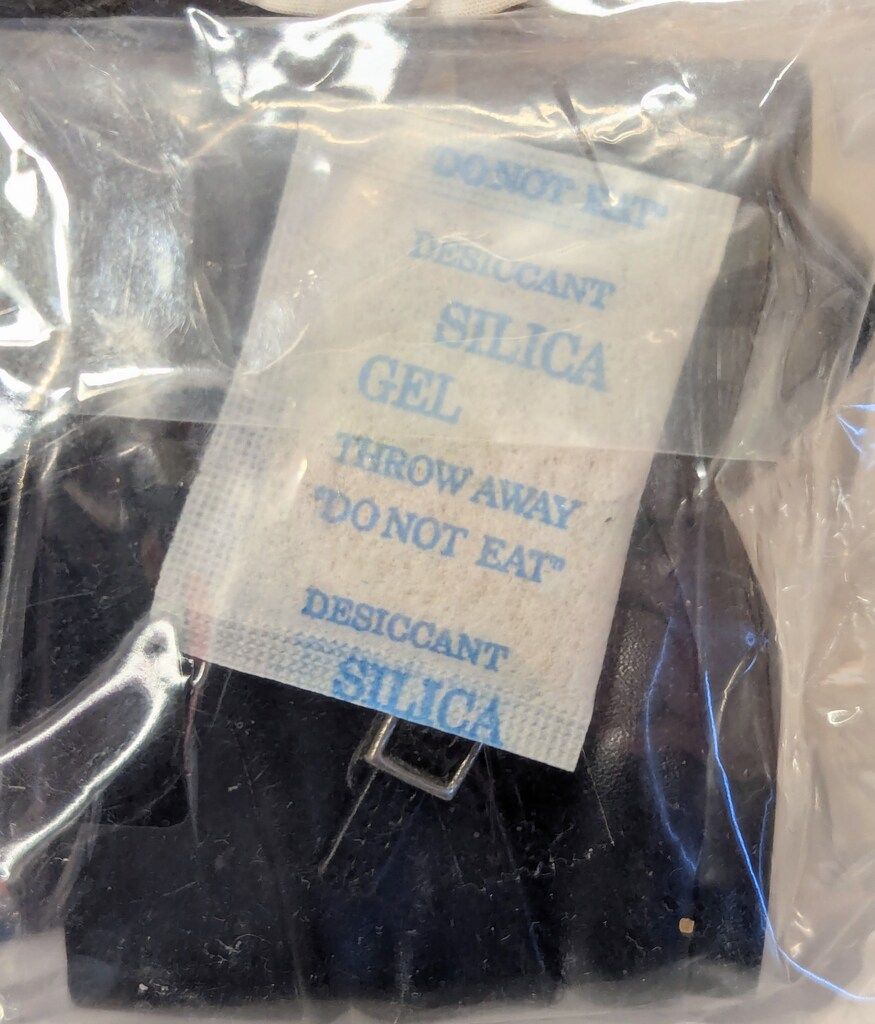 DO NOT EAT"
DESICCANT
SILICA
GEL
THROW AWAY
"DO NOT EAT"
DESICCANT
SILICA